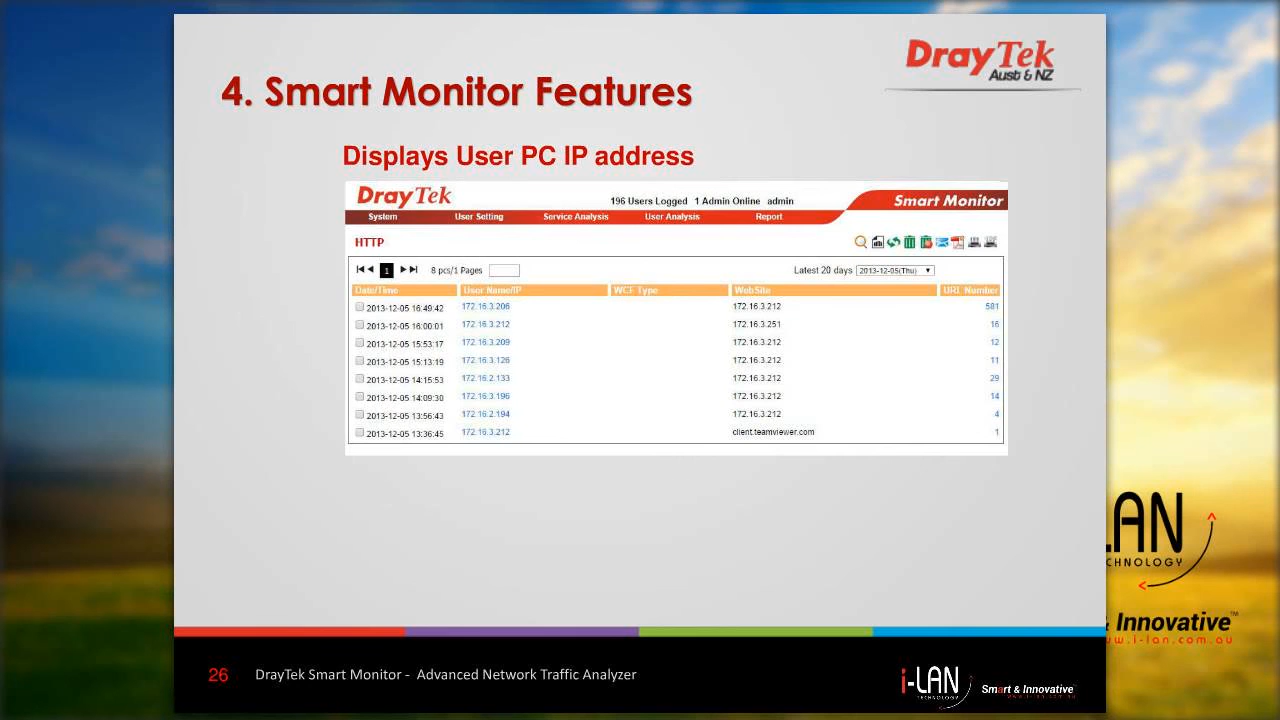 DrayTek
Aust & NZ
4. Smart Monitor Features
Displays User PC IP address
DrayTek
196 Users Logged 1 Admin Online admin
Smart Monitor
System User Setting Service Analysis User Analysis Report
HTTP
1 8 pcs/1 Pages Latest 20 days 2013-12-05(Thu)
Date/Time User Name/IP WCF Type WebSite URL Number
2013-12-05 16:49:42 172.16.3.206 172.16.3.212 581
2013-12-05 16:00:01 172.16.3.212 172.16.3.251 16
2013-12-05 15:53:17 172.16.3.209 172.16.3.212 12
2013-12-05 15:13:19 172.16.3.126 172.16.3.212 11
2013-12-05 14:15:53 172.16.2.133 172.16.3.212 29
2013-12-05 14:09:30 172.16.3.196 172.16.3.212 14
2013-12-05 13:56:43 172.16.2.194 172.16.3.212 4
2013-12-05 13:36:45 172.16.3.212 client.teamviewer.com 1
LAN
CHNOLOGY
& Innovative™
w.i-lan.com.au
26 DrayTek Smart Monitor - Advanced Network Traffic Analyzer
i-LAN
TECHNOLOGY
Smart & Innovative